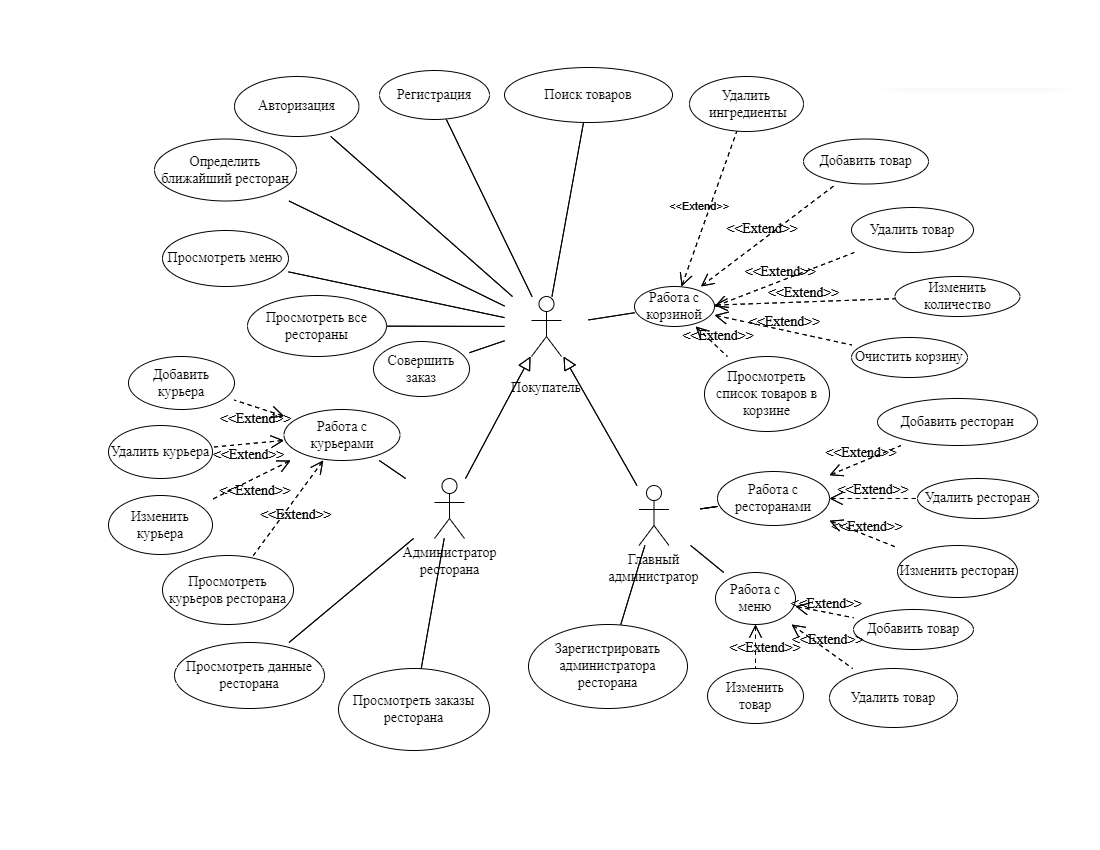 Авторизация
Регистрация
Поиск товаров
Удалить
ингредиенты
Определить
ближайший ресторан
Добавить товар
<<Extend>>
<<Extend>>
Удалить товар
Просмотреть меню
<<Extend>>
<<Extend>>
Изменить
количество
Работа с
корзиной
Просмотреть все
рестораны
<<Extend>>
<<Extend>>
Очистить корзину
Совершить
заказ
Покупатель
Просмотреть
список товаров в
корзине
Добавить
курьера
<<Extend>>
Работа с
курьерами
Удалить курьера
<<Extend>>
<<Extend>>
Изменить
курьера
<<Extend>>
Просмотреть
курьеров ресторана
Добавить ресторан
<<Extend>>
Работа с
ресторанами
<<Extend>>
Удалить ресторан
<<Extend>>
Изменить ресторан
Администратор
ресторана
Главный
администратор
Работа с
меню
<<Extend>>
Добавить товар
<<Extend>>
<<Extend>>
Просмотреть данные
ресторана
Просмотреть заказы
ресторана
Зарегистрировать
администратора
ресторана
Изменить
товар
Удалить товар